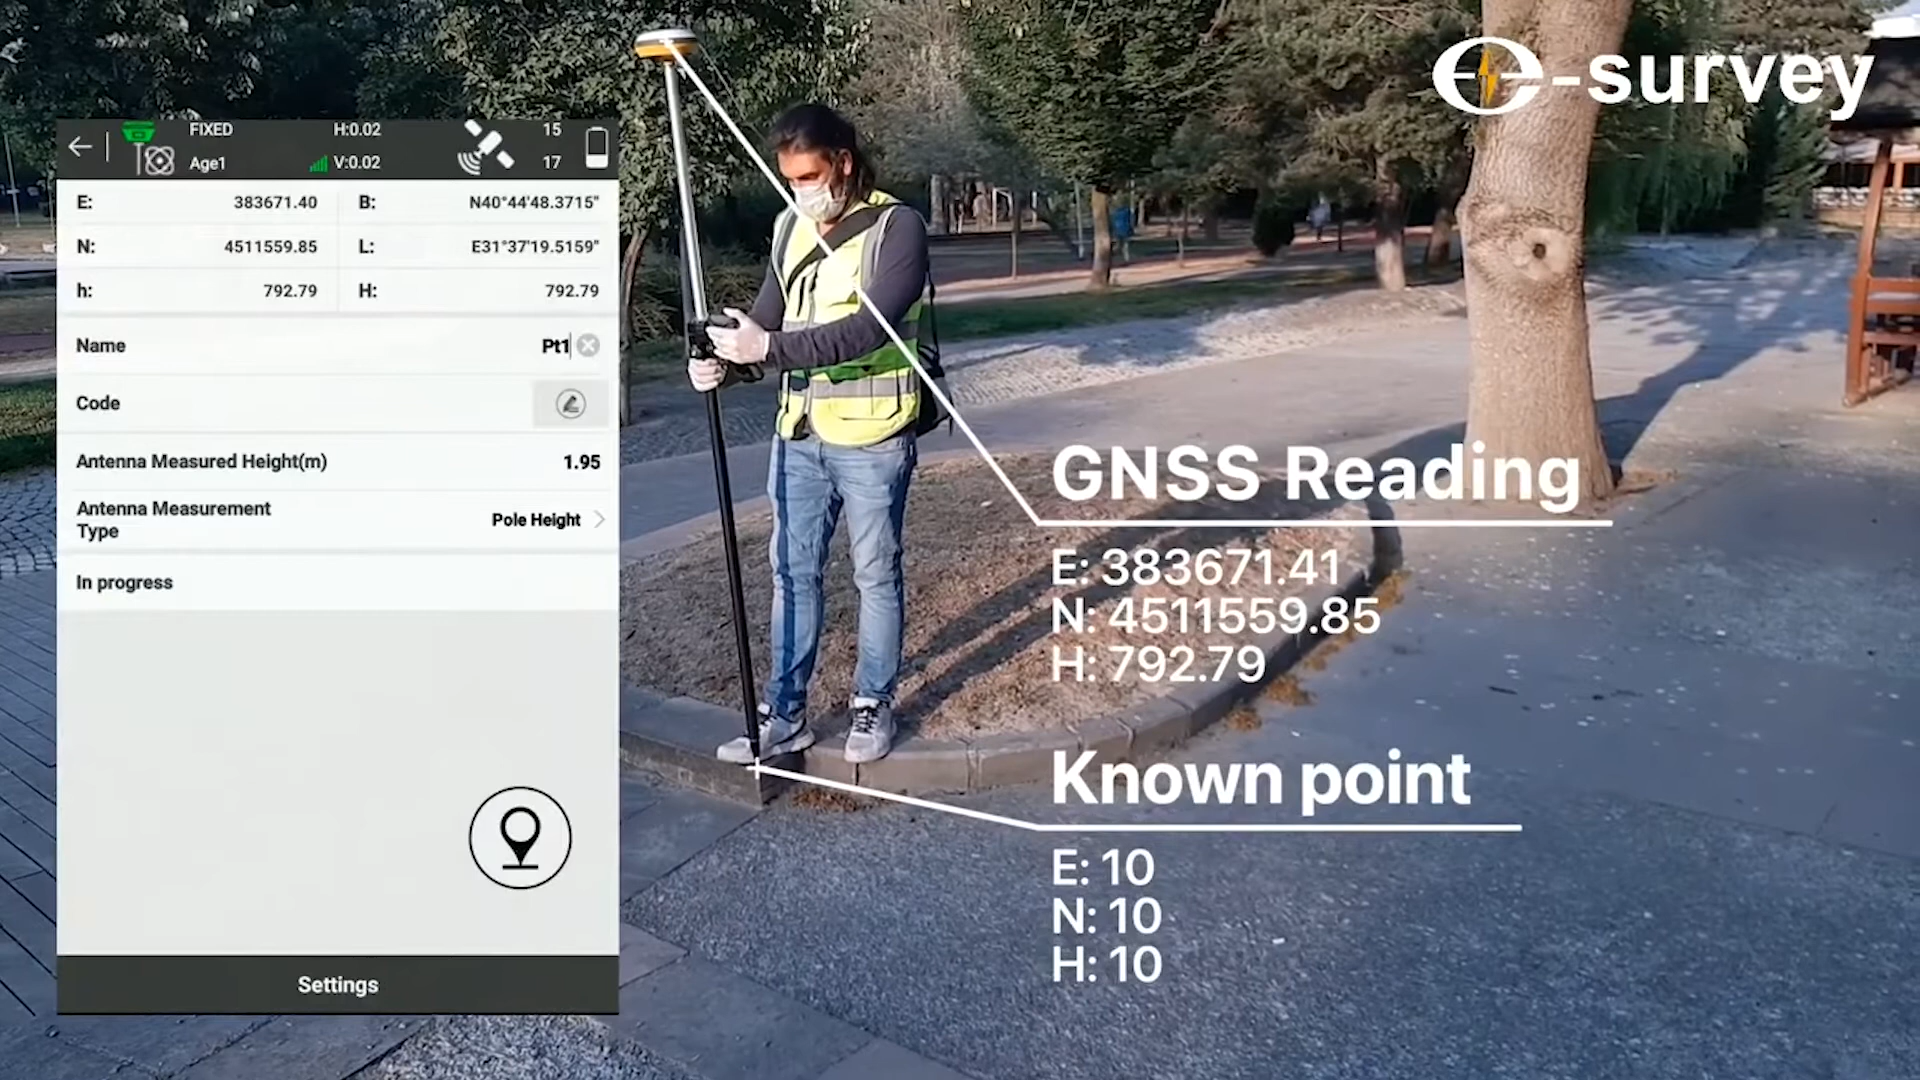 e-survey
FIXED H:0.02 15
Age1 V:0.02 17
E: 383671.40 B: N40°44'48.3715"
N: 4511559.85 L: E31°37'19.5159"
h: 792.79 H: 792.79
Name Pt1
Code
Antenna Measured Height(m) 1.95
Antenna Measurement
Type
Pole Height
In progress
Settings
GNSS Reading
E: 383671.41
N: 4511559.85
H: 792.79
Known point
E: 10
N: 10
H: 10